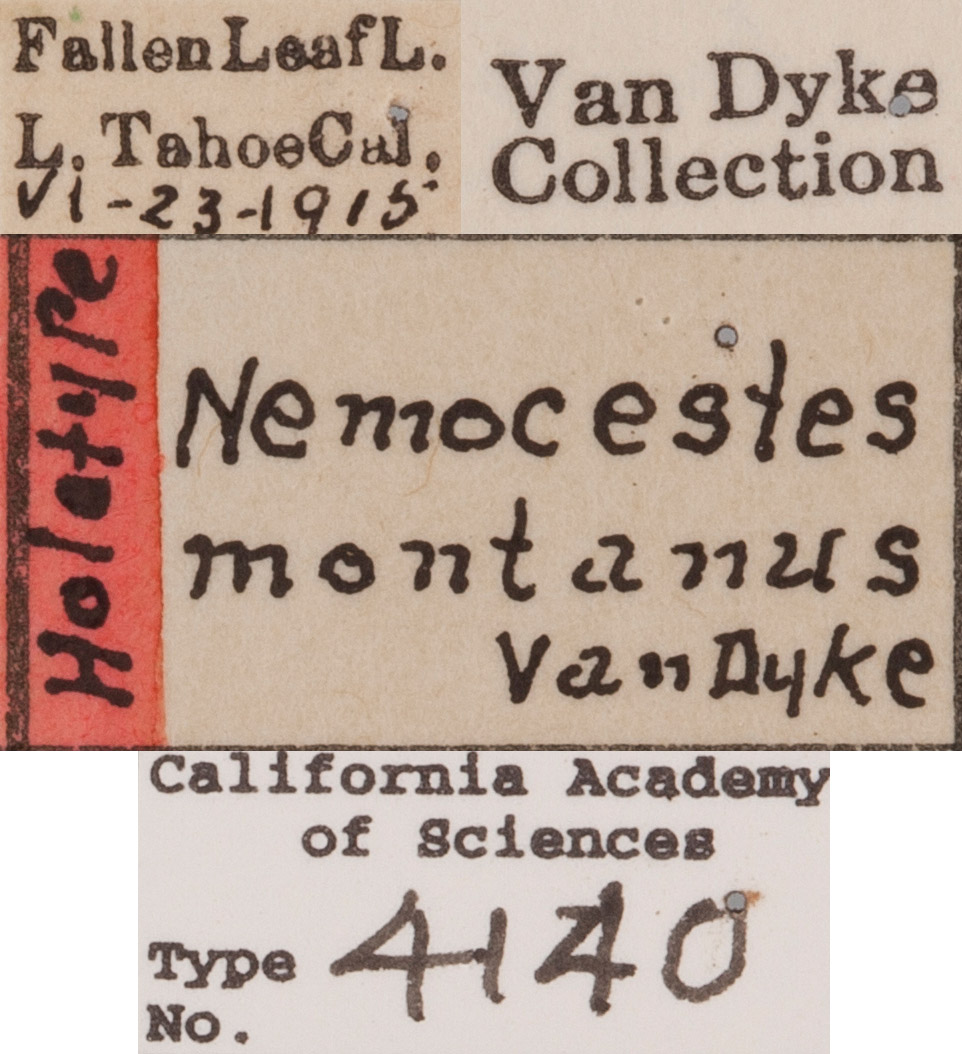 Fallen Leaf L.
L. Tahoe Cal.
VI-23-1915
Van Dyke
Collection
Holotype
Nemocestes
montanus
Van Dyke
California Academy
of Sciences
Type
No. 4140